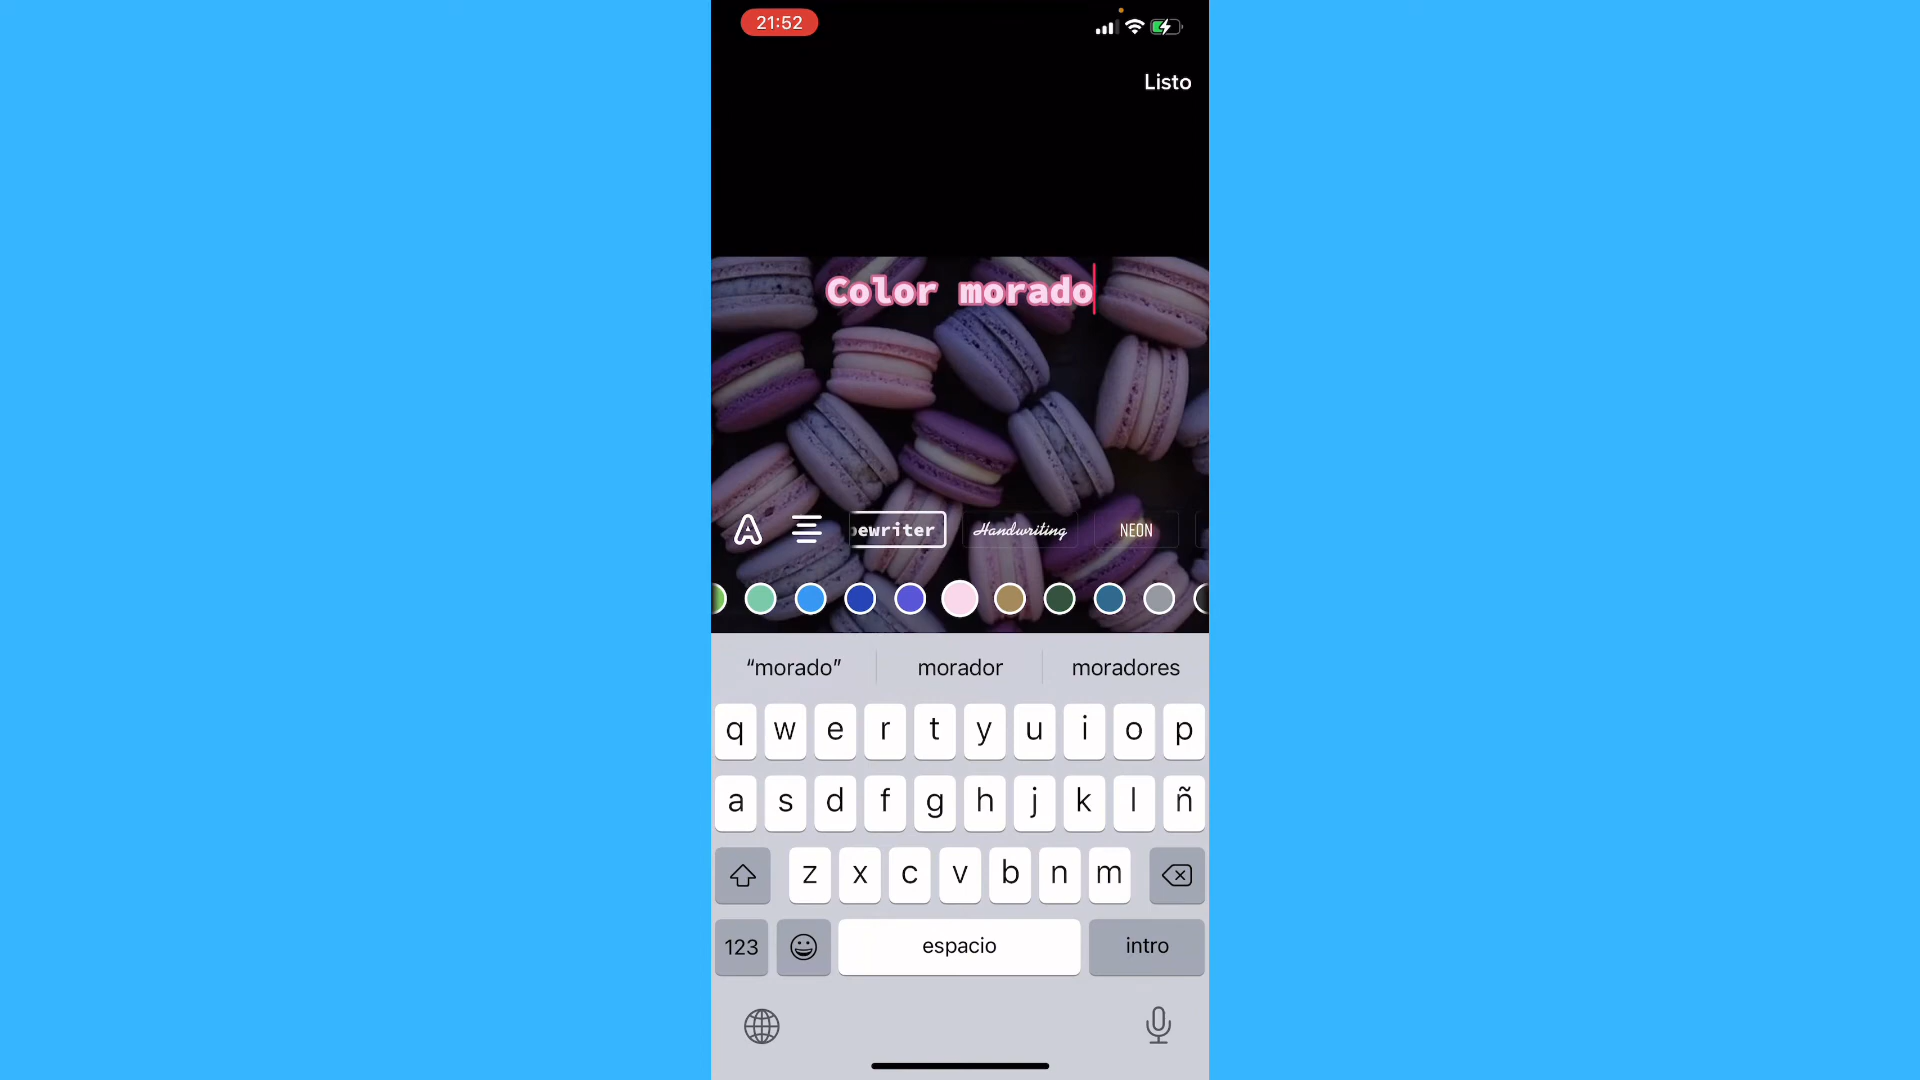 21:52
Listo
Color morado
ewriter
Handwriting
NEON
“morado”
morador
moradores
q w e r t y u i o p
a s d f g h j k l ñ
z x c v b n m
123
espacio
intro